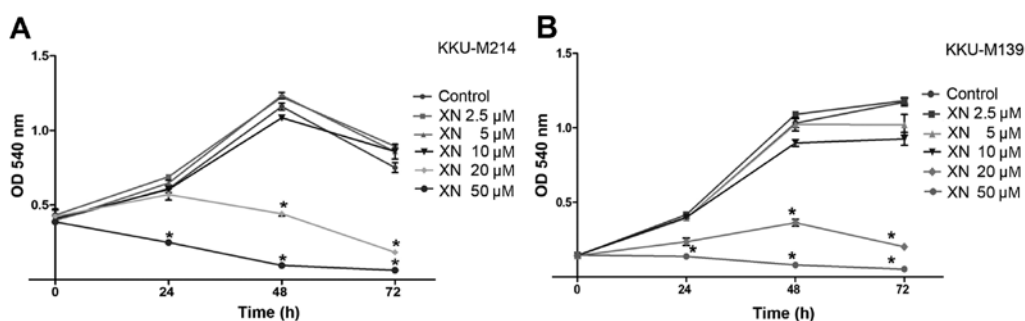 A
KKU-M214
OD 540 nm
1.5
1.0
0.5
0
24
48
72
Time (h)
*
*
*
*
*
Control
XN 2.5 μM
XN 5 μM
XN 10 μM
XN 20 μM
XN 50 μM
B
KKU-M139
OD 540 nm
1.5
1.0
0.5
0
24
48
72
Time (h)
*
*
*
*
*
Control
XN 2.5 μM
XN 5 μM
XN 10 μM
XN 20 μM
XN 50 μM